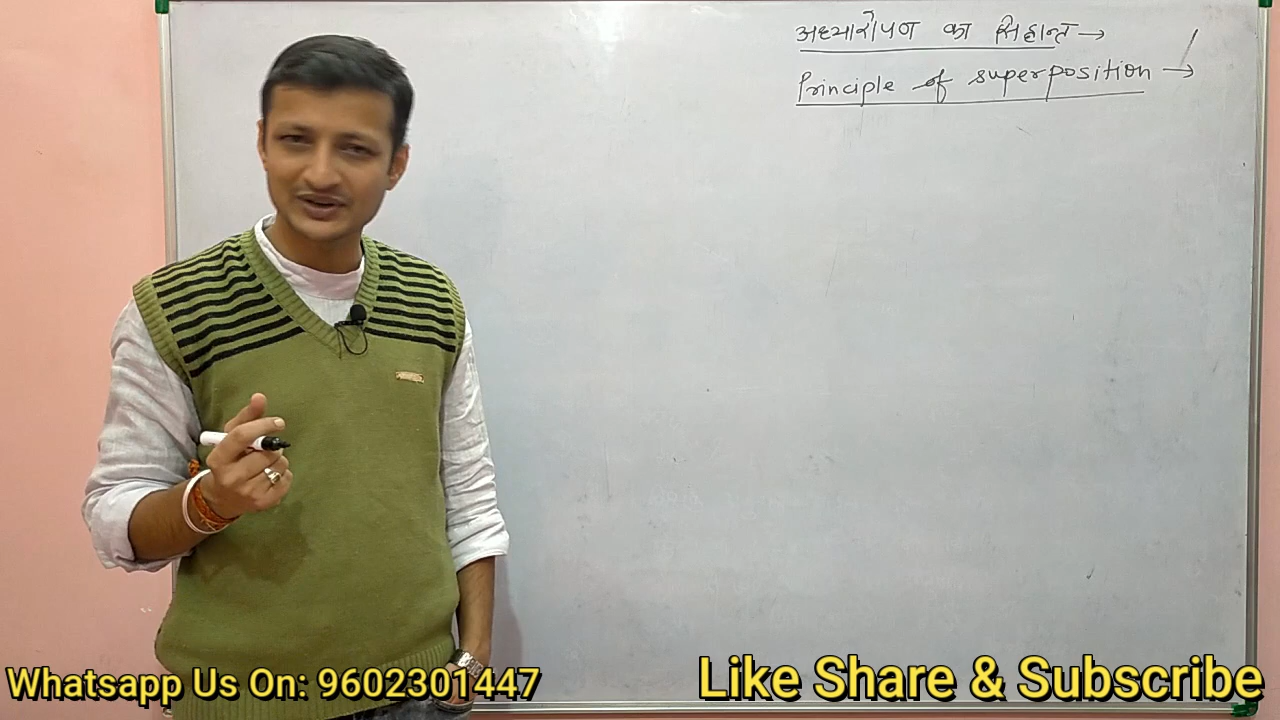 अध्यारोपण का सिद्धान्त →
Principle of superposition →
Whatsapp Us On: 9602301447
Like Share & Subscribe